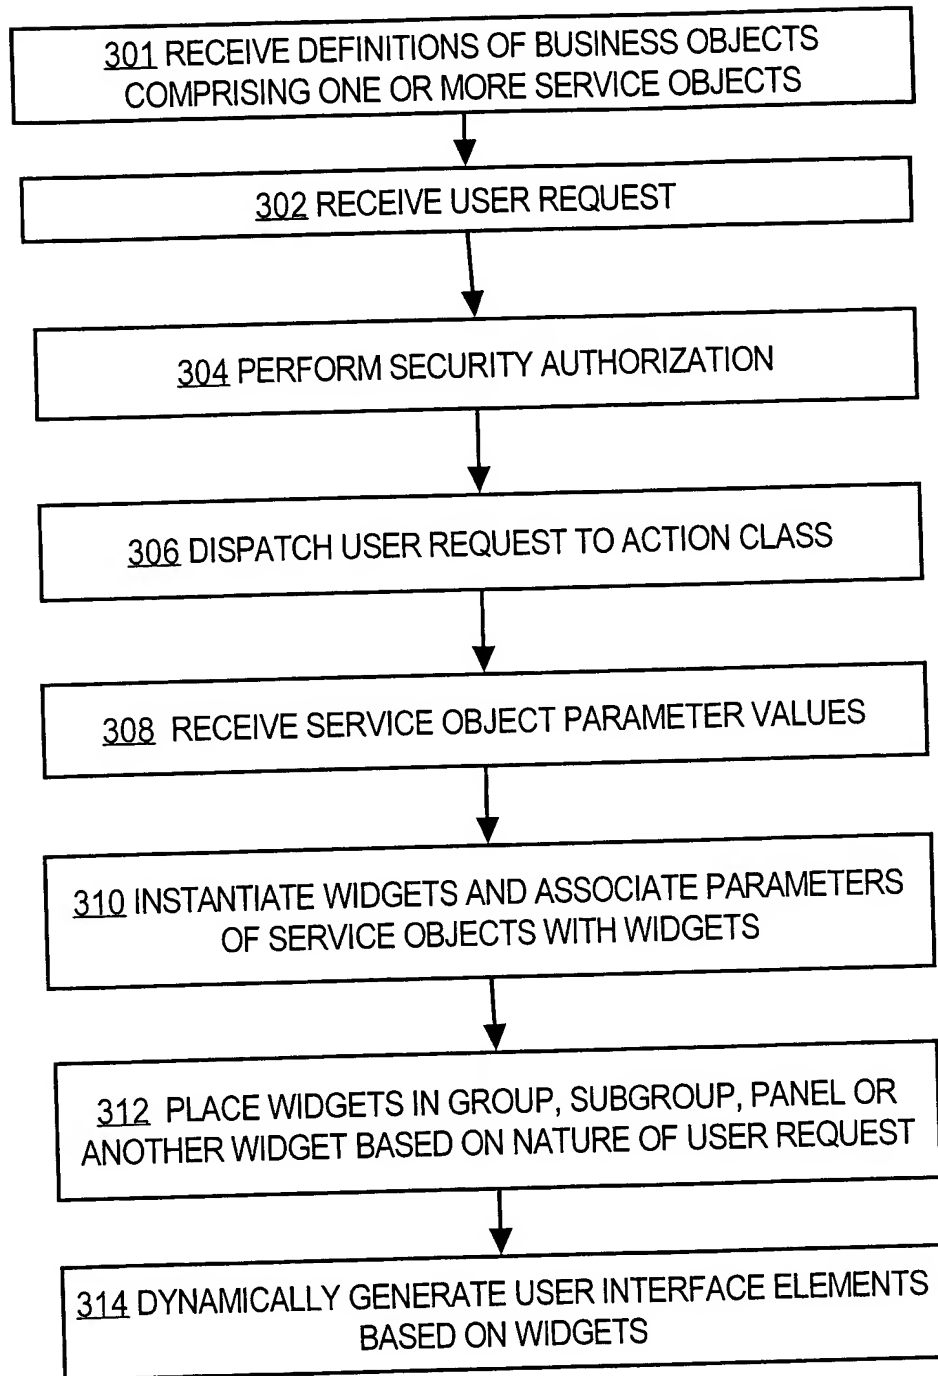 301 RECEIVE DEFINITIONS OF BUSINESS OBJECTS
COMPRISING ONE OR MORE SERVICE OBJECTS
302 RECEIVE USER REQUEST
304 PERFORM SECURITY AUTHORIZATION
306 DISPATCH USER REQUEST TO ACTION CLASS
308 RECEIVE SERVICE OBJECT PARAMETER VALUES
310 INSTANTIATE WIDGETS AND ASSOCIATE PARAMETERS
OF SERVICE OBJECTS WITH WIDGETS
312 PLACE WIDGETS IN GROUP, SUBGROUP, PANEL OR
ANOTHER WIDGET BASED ON NATURE OF USER REQUEST
314 DYNAMICALLY GENERATE USER INTERFACE ELEMENTS
BASED ON WIDGETS